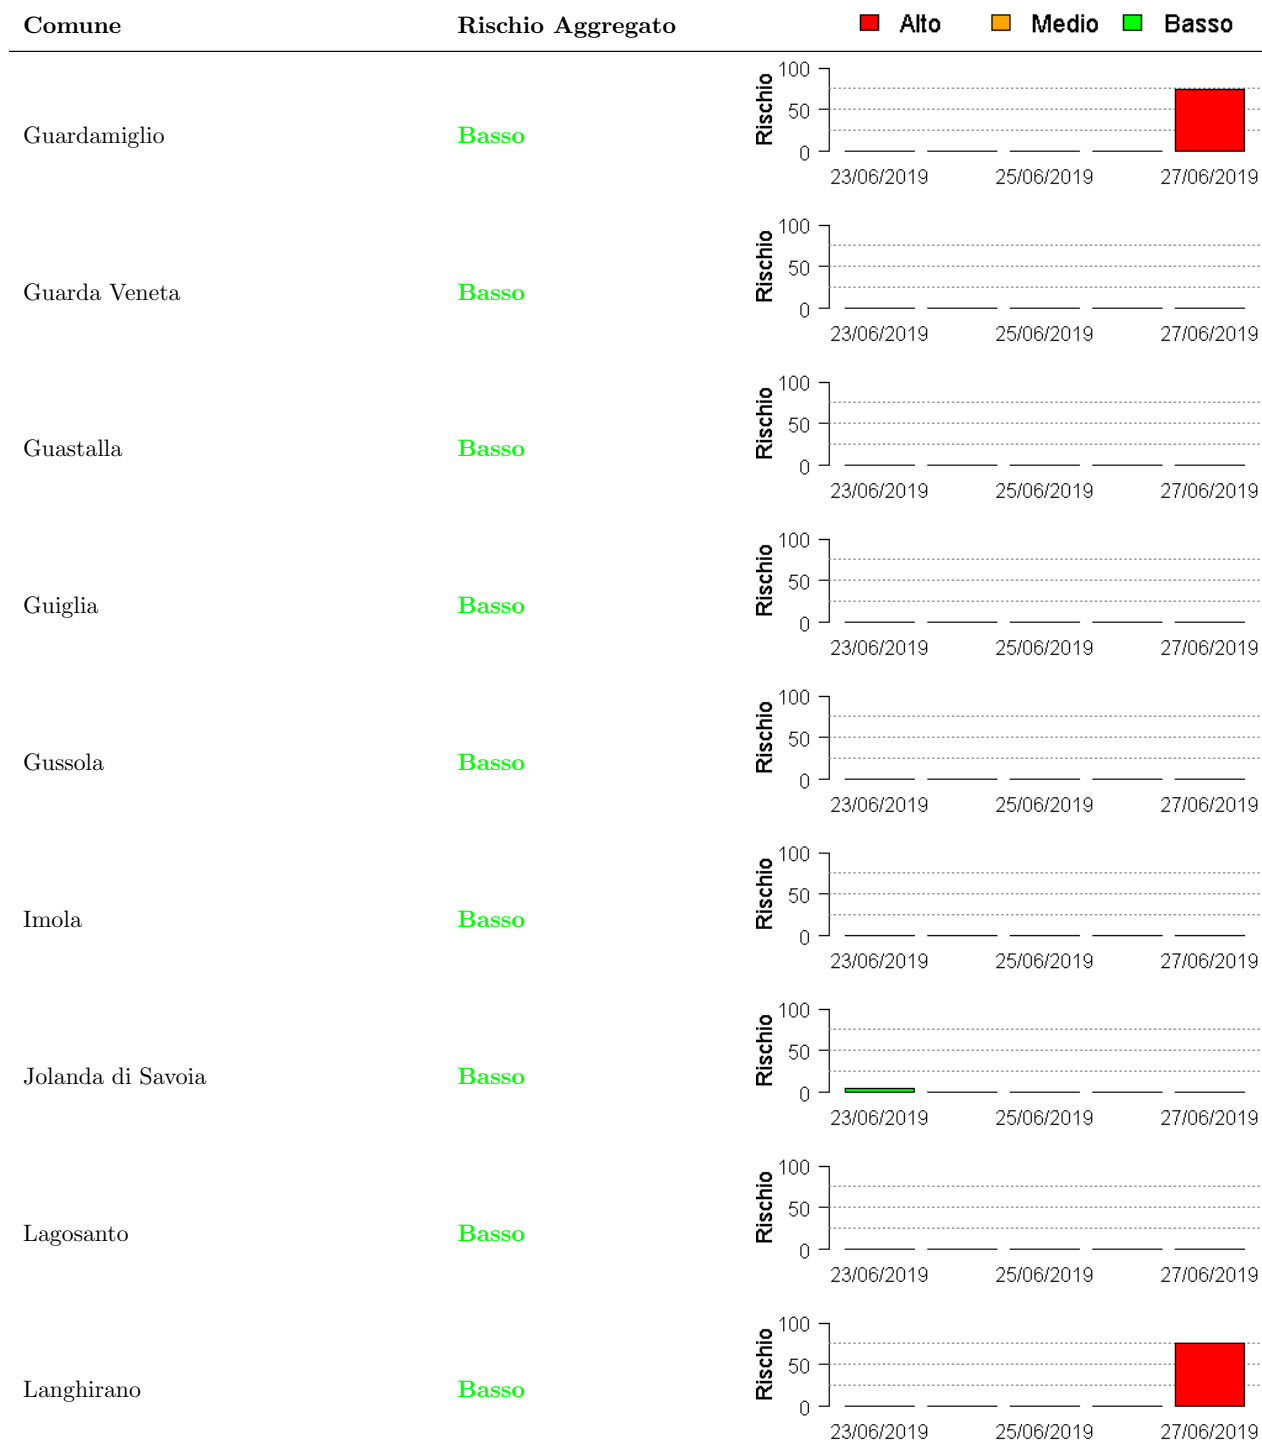 Comune Rischio Aggregato Alto Medio Basso
100
50
0
Rischio
Guardamiglio Basso
23/06/2019 25/06/2019 27/06/2019
100
50
0
Rischio
Guarda Veneta Basso
23/06/2019 25/06/2019 27/06/2019
100
50
0
Rischio
Guastalla Basso
23/06/2019 25/06/2019 27/06/2019
100
50
0
Rischio
Guiglia Basso
23/06/2019 25/06/2019 27/06/2019
100
50
0
Rischio
Gussola Basso
23/06/2019 25/06/2019 27/06/2019
100
50
0
Rischio
Imola Basso
23/06/2019 25/06/2019 27/06/2019
100
50
0
Rischio
Jolanda di Savoia Basso
23/06/2019 25/06/2019 27/06/2019
100
50
0
Rischio
Lagosanto Basso
23/06/2019 25/06/2019 27/06/2019
100
50
0
Rischio
Langhirano Basso
23/06/2019 25/06/2019 27/06/2019